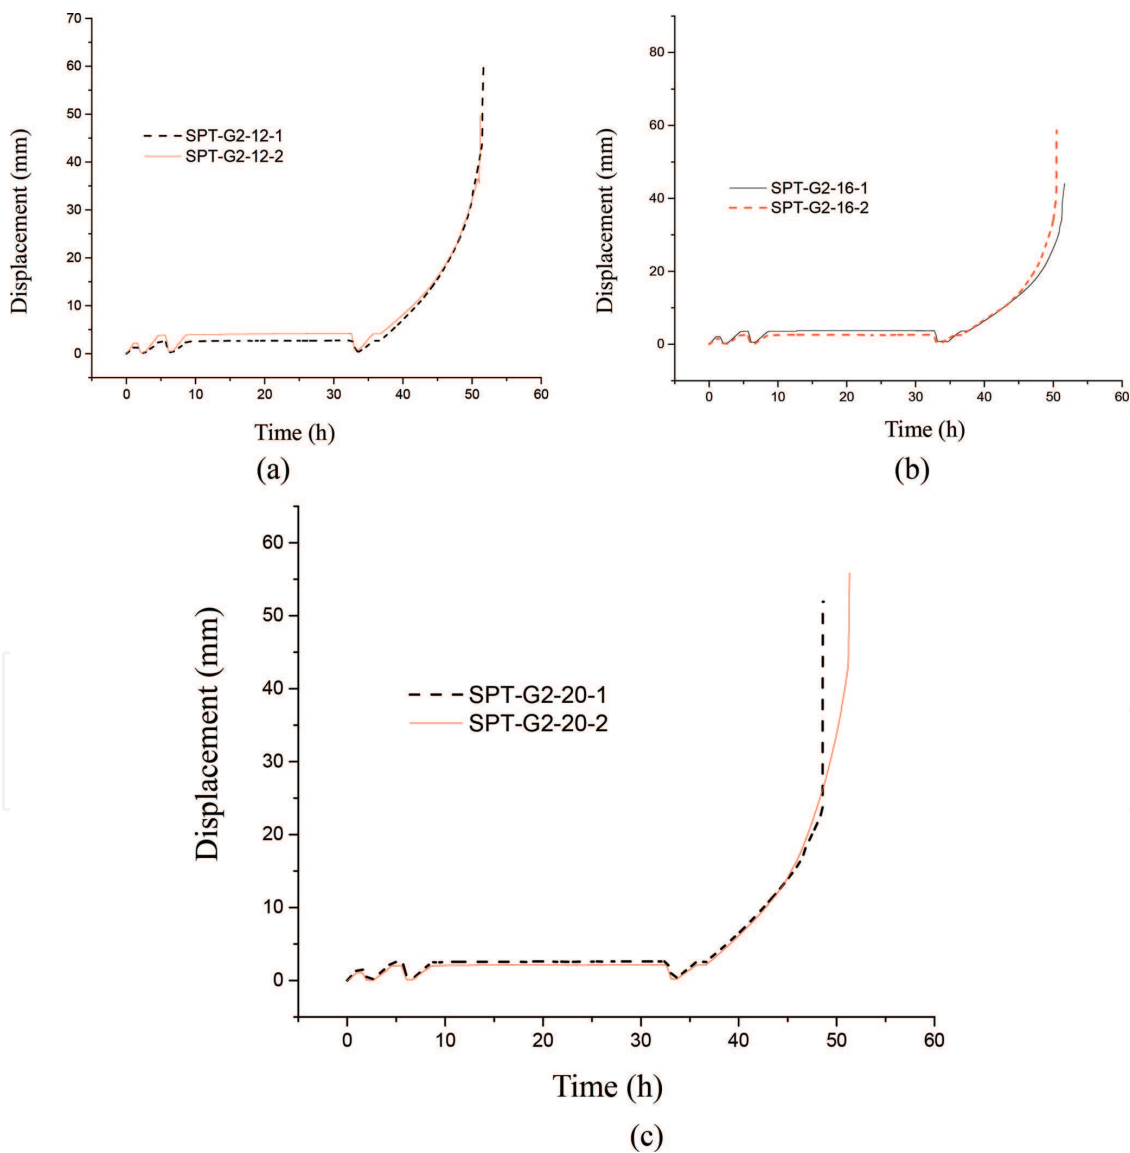 70
60
50
40
30
20
10
0
Displacement (mm)
SPT-G2-12-1
SPT-G2-12-2
0 10 20 30 40 50 60
Time (h)
(a)
80
60
40
20
0
Displacement (mm)
SPT-G2-16-1
SPT-G2-16-2
0 10 20 30 40 50 60
Time (h)
(b)
60
50
40
30
20
10
0
Displacement (mm)
SPT-G2-20-1
SPT-G2-20-2
0 10 20 30 40 50 60
Time (h)
(c)